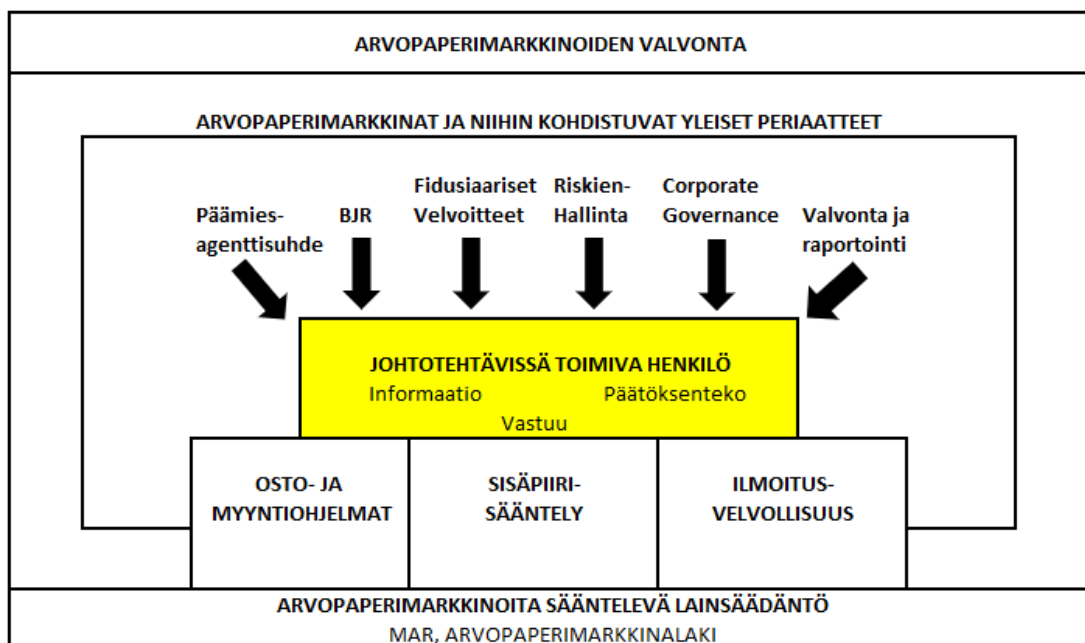 ARVOPAPERIMARKKINOIDEN VALVONTA
ARVOPAPERIMARKKINAT JA NIIHIN KOHDISTUVAT YLEISET PERIAATTEET
Päämies-
agenttisuhde
BJR
Fidusiaariset
Velvoitteet
Riskien-
Hallinta
Corporate
Governance
Valvonta ja
raportointi
JOHTOTEHTÄVISSÄ TOIMIVA HENKILÖ
Informaatio
Päätöksenteko
Vastuu
OSTO- JA
MYYNTIOHJELMAT
SISÄPIIRI-
SÄÄNTELY
ILMOITUS-
VELVOLLISUUS
ARVOPAPERIMARKKINOITA SÄÄNTELEVÄ LAINSÄÄDÄNTÖ
MAR, ARVOPAPERIMARKKINALAKI